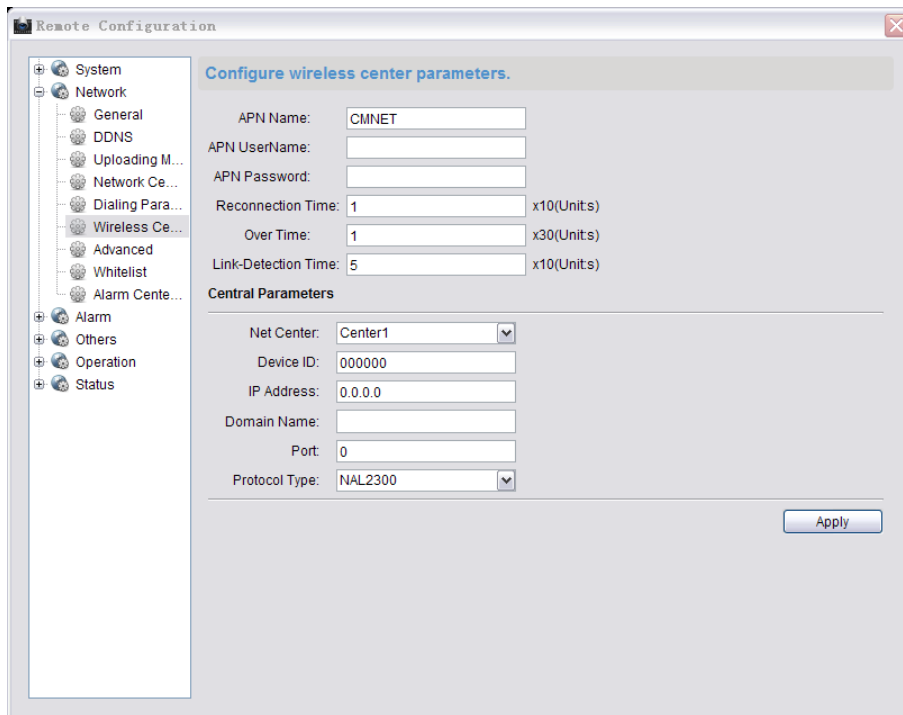 Remote Configuration
System
Network
General
DDNS
Uploading M...
Network Ce...
Dialing Para...
Wireless Ce...
Advanced
Whitelist
Alarm Cente...
Alarm
Others
Operation
Status
Configure wireless center parameters.
APN Name: CMNET
APN UserName:
APN Password:
Reconnection Time: 1 x10(Unit:s)
Over Time: 1 x30(Unit:s)
Link-Detection Time: 5 x10(Unit:s)
Central Parameters
Net Center: Center1
Device ID: 000000
IP Address: 0.0.0.0
Domain Name:
Port: 0
Protocol Type: NAL2300
Apply